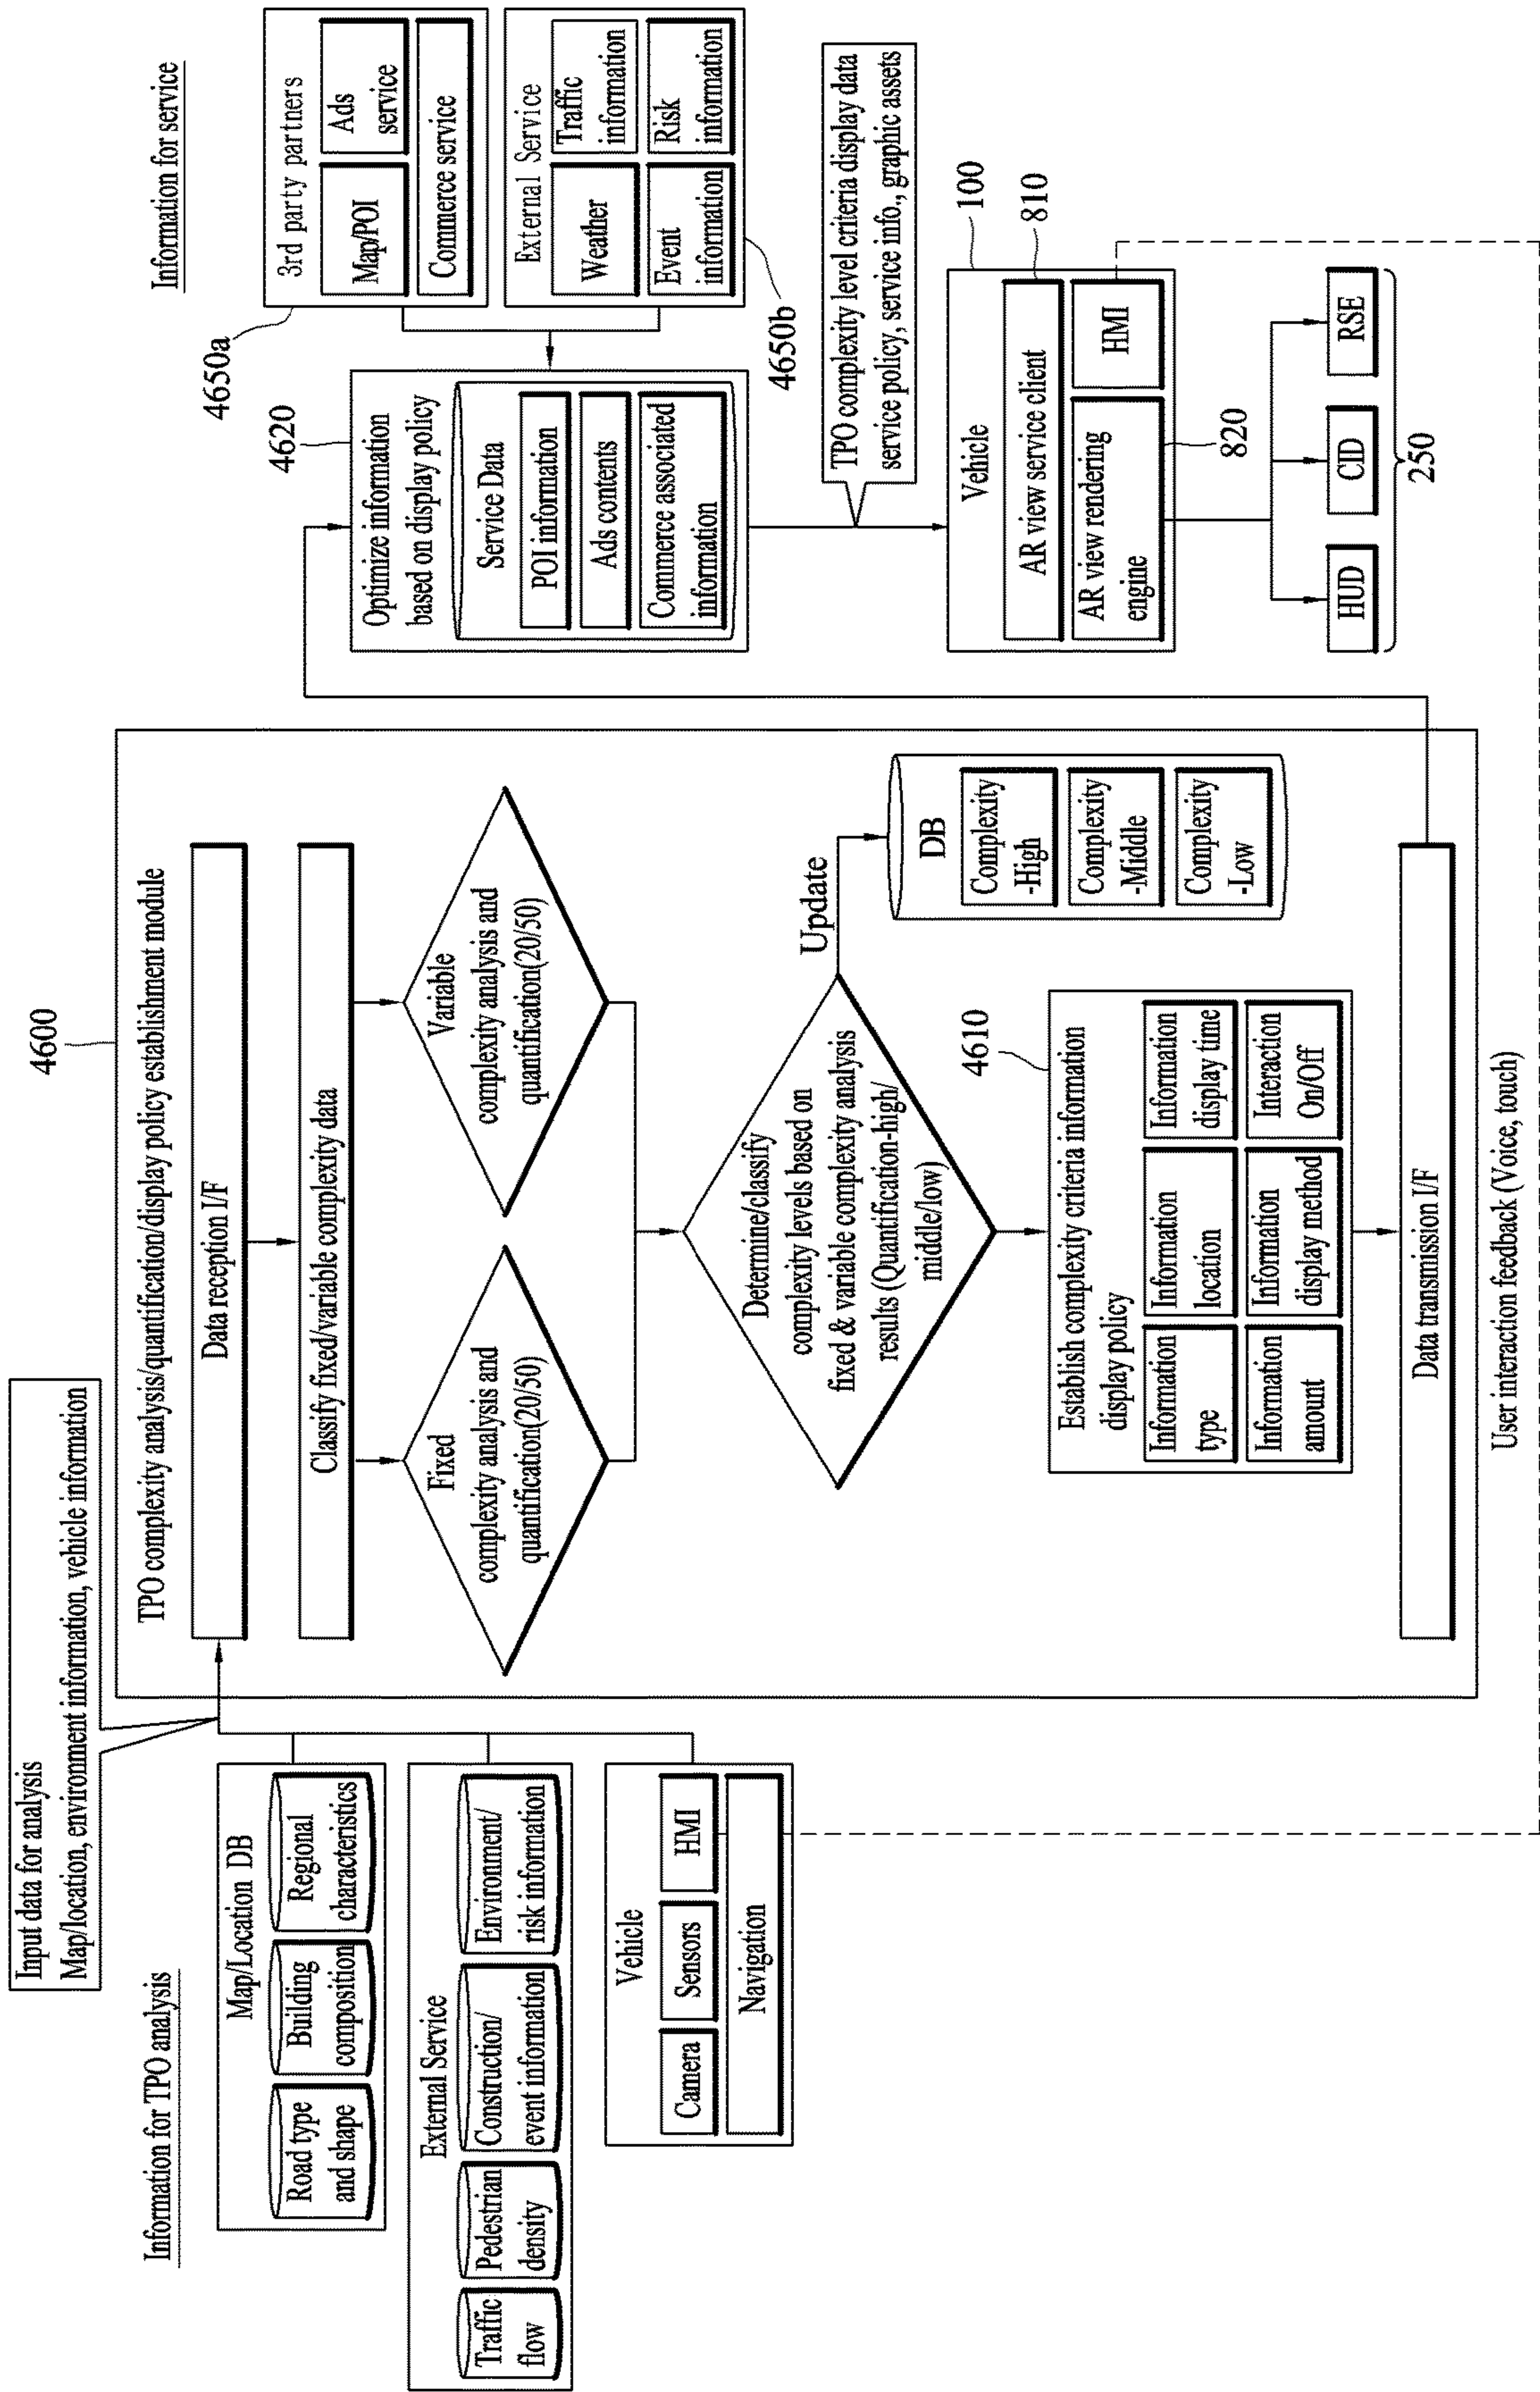 Information for TPO analysis
Input data for analysis
Map/location, environment information, vehicle information
Map/Location DB
Road type
and shape
Building
composition
Regional
characteristics
External Service
Traffic
flow
Pedestrian
density
Construction/
event information
Environment/
risk information
Vehicle
Camera
Sensors
HMI
Navigation
4600
TPO complexity analysis/quantification/display policy establishment module
Data reception I/F
Classify fixed/variable complexity data
Fixed
complexity analysis and
quantification(20/50)
Variable
complexity analysis and
quantification(20/50)
Determine/classify
complexity levels based on
fixed & variable complexity analysis
results (Quantification-high/
middle/low)
Update
DB
Complexity
-High
Complexity
-Middle
Complexity
-Low
4610
Establish complexity criteria information
display policy
Information
type
Information
location
Information
display time
Information
amount
Information
display method
Interaction
On/Off
Data transmission I/F
User interaction feedback (Voice, touch)
Information for service
4650a
3rd party partners
Map/POI
Ads
service
Commerce service
External Service
Weather
Traffic
information
Event
information
Risk
information
4650b
4620
Optimize information
based on display policy
Service Data
POI information
Ads contents
Commerce associated
information
TPO complexity level criteria display data
service policy, service info., graphic assets
100
Vehicle
810
AR view service client
AR view rendering
engine
HMI
820
HUD
CID
RSE
250